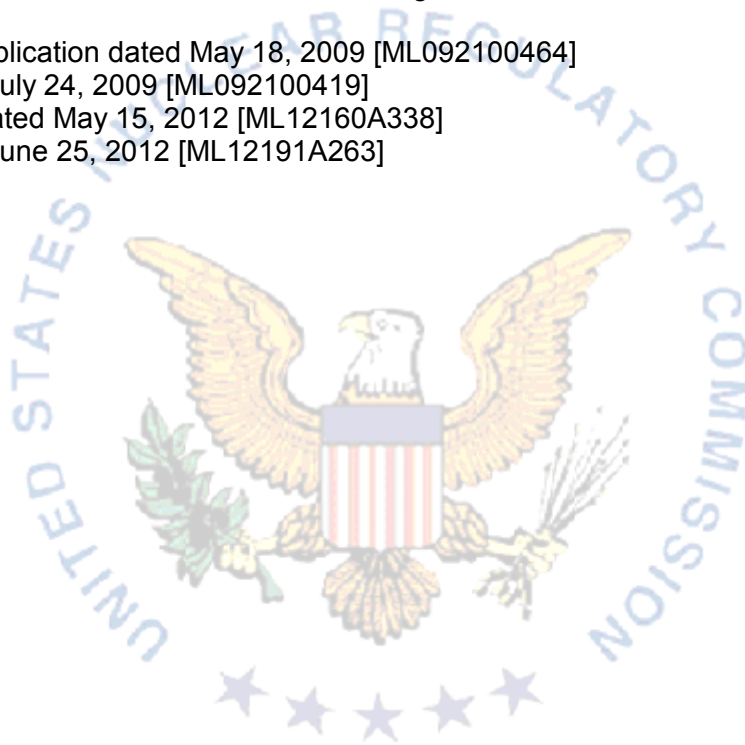 plication dated May 18, 2009 [ML092100464]
uly 24, 2009 [ML092100419]
ated May 15, 2012 [ML12160A338]
une 25, 2012 [ML12191A263]
UNITED STATES NUCLEAR REGULATORY COMMISSION